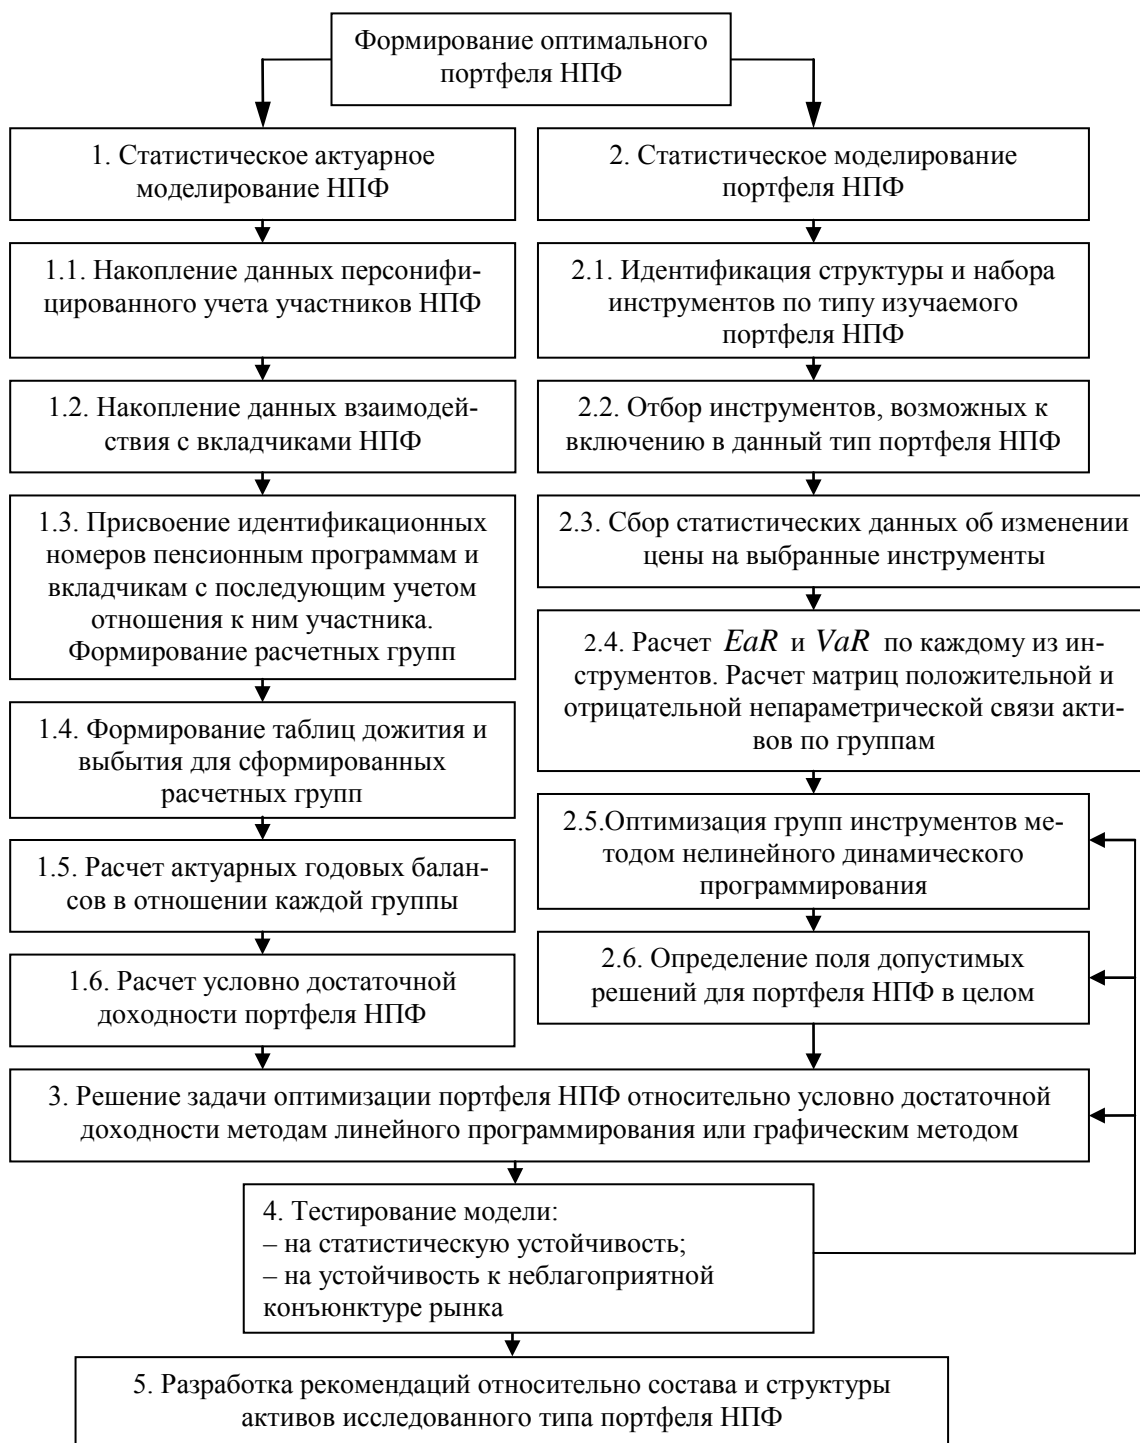 Формирование оптимального
портфеля НПФ
1. Статистическое актуарное
моделирование НПФ
2. Статистическое моделирование
портфеля НПФ
1.1. Накопление данных персонифи-
цированного учета участников НПФ
2.1. Идентификация структуры и набора
инструментов по типу изучаемого
портфеля НПФ
1.2. Накопление данных взаимодей-
ствия с вкладчиками НПФ
2.2. Отбор инструментов, возможных к
включению в данный тип портфеля НПФ
1.3. Присвоение идентификационных
номеров пенсионным программам и
вкладчикам с последующим учетом
отношения к ним участника.
Формирование расчетных групп
2.3. Сбор статистических данных об изменении
цены на выбранные инструменты
2.4. Расчет EaR и VaR по каждому из ин-
струментов. Расчет матриц положительной и
отрицательной непараметрической связи акти-
вов по группам
1.4. Формирование таблиц дожития и
выбытия для сформированных
расчетных групп
2.5.Оптимизация групп инструментов ме-
тодом нелинейного динамического
программирования
1.5. Расчет актуарных годовых балан-
сов в отношении каждой группы
2.6. Определение поля допустимых
решений для портфеля НПФ в целом
1.6. Расчет условно достаточной
доходности портфеля НПФ
3. Решение задачи оптимизации портфеля НПФ относительно условно достаточной
доходности методам линейного программирования или графическим методом
4. Тестирование модели:
– на статистическую устойчивость;
– на устойчивость к неблагоприятной
конъюнктуре рынка
5. Разработка рекомендаций относительно состава и структуры
активов исследованного типа портфеля НПФ